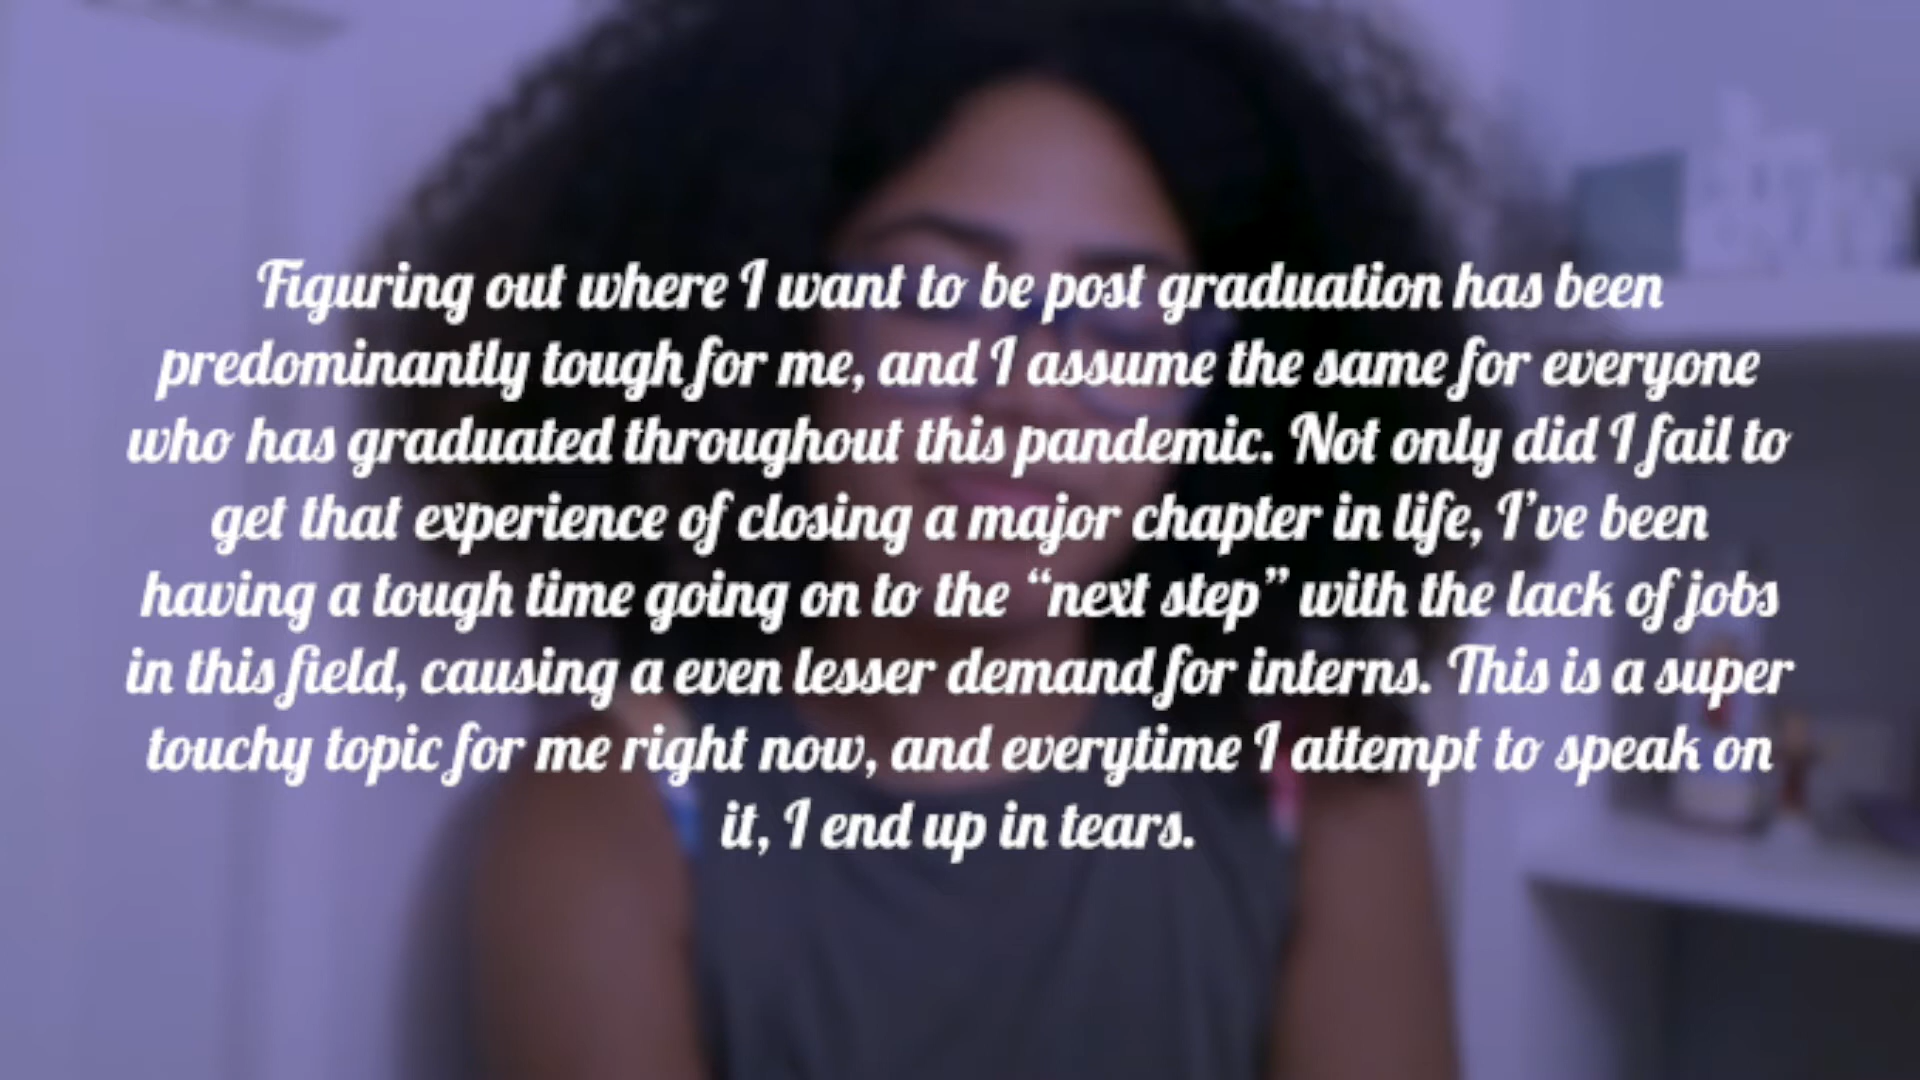 Figuring out where I want to be post graduation has been
predominantly tough for me, and I assume the same for everyone
who has graduated throughout this pandemic. Not only did I fail to
get that experience of closing a major chapter in life, I’ve been
having a tough time going on to the “next step” with the lack of jobs
in this field, causing a even lesser demand for interns. This is a super
touchy topic for me right now, and everytime I attempt to speak on
it, I end up in tears.